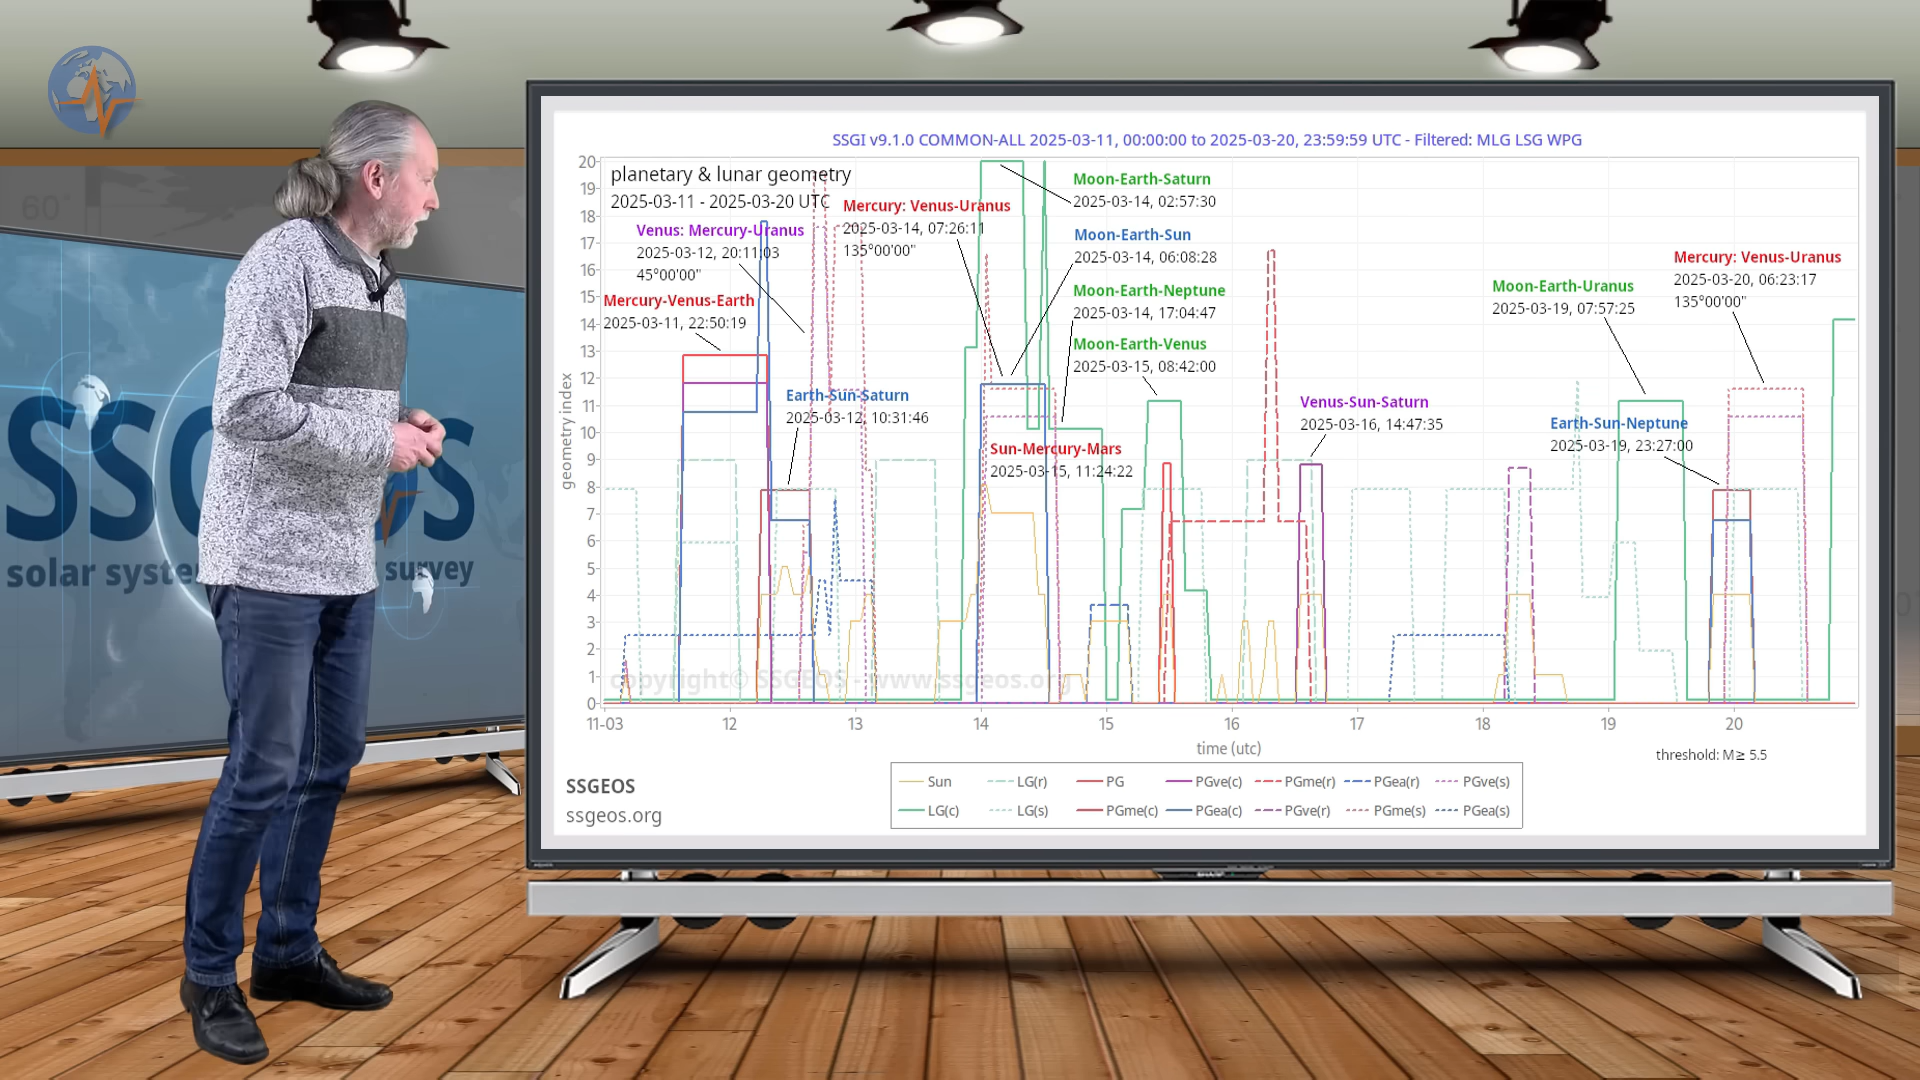 SSGI v9.1.0 COMMON-ALL 2025-03-11, 00:00:00 to 2025-03-20, 23:59:59 UTC - Filtered: MLG LSG WPG
planetary & lunar geometry
2025-03-11 - 2025-03-20 UTC
Venus: Mercury-Uranus
2025-03-12, 20:11:03
45°00'00"
Mercury-Venus-Earth
2025-03-11, 22:50:19
Mercury: Venus-Uranus
2025-03-14, 07:26:11
135°00'00"
Earth-Sun-Saturn
2025-03-12, 10:31:46
Moon-Earth-Saturn
2025-03-14, 02:57:30
Moon-Earth-Sun
2025-03-14, 06:08:28
Moon-Earth-Neptune
2025-03-14, 17:04:47
Moon-Earth-Venus
2025-03-15, 08:42:00
Sun-Mercury-Mars
2025-03-15, 11:24:22
Venus-Sun-Saturn
2025-03-16, 14:47:35
Moon-Earth-Uranus
2025-03-19, 07:57:25
Earth-Sun-Neptune
2025-03-19, 23:27:00
Mercury: Venus-Uranus
2025-03-20, 06:23:17
135°00'00"
geometry index
20
19
18
17
16
15
14
13
12
11
10
9
8
7
6
5
4
3
2
1
0
copyright© SSGEOS - www.ssgeos.org
11-03 12 13 14 15 16 17 18 19 20
time (utc)
threshold: M≥ 5.5
SSGEOS
ssgeos.org
Sun LG(r) PG PGve(c) PGme(r) PGea(r) PGve(s)
LG(c) LG(s) PGme(c) PGea(c) PGve(r) PGme(s) PGea(s)
60°
solar syste
survey